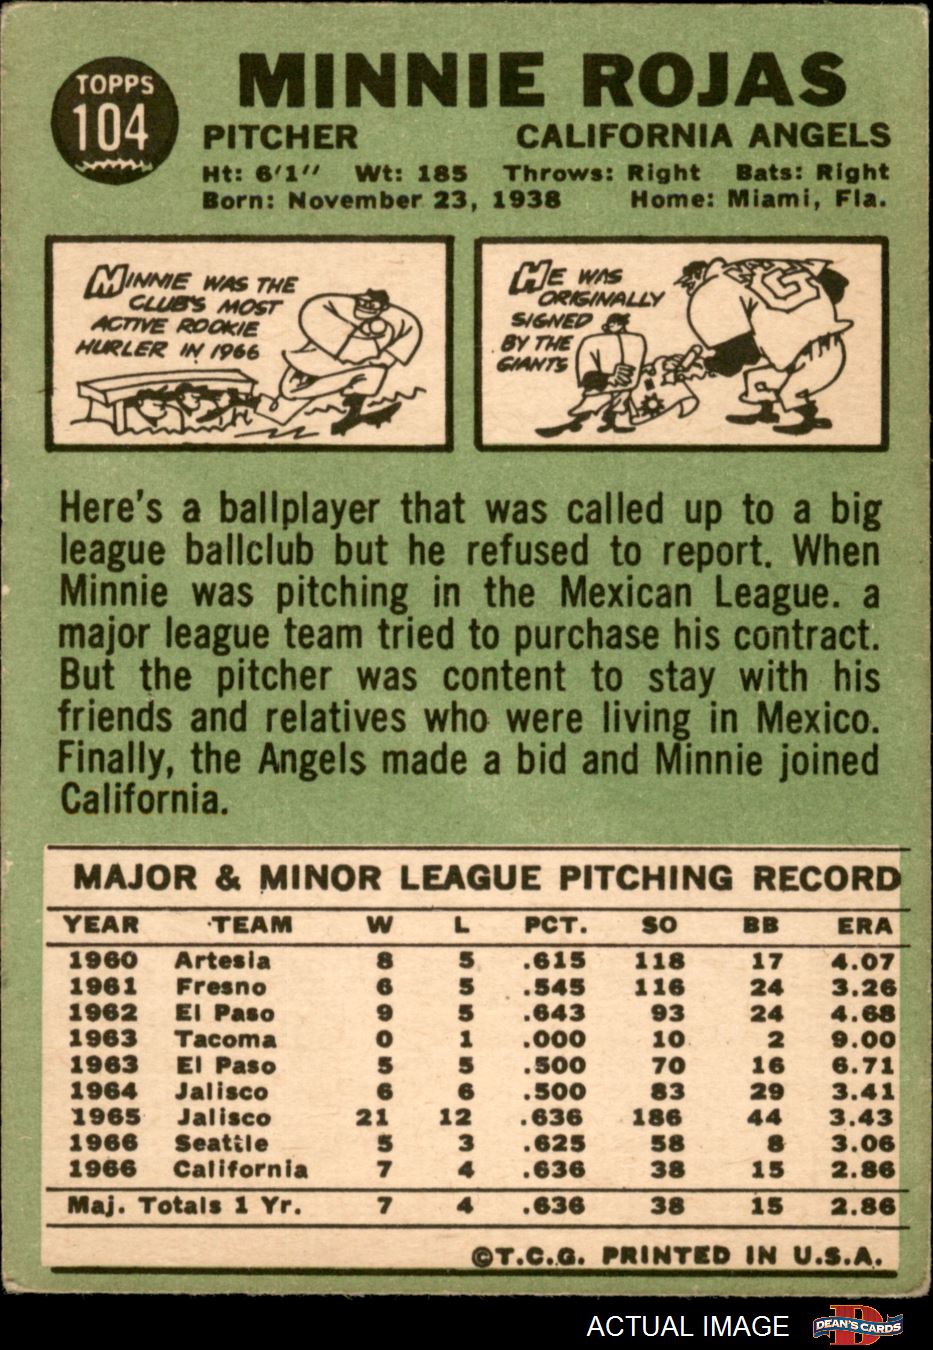 TOPPS
104
MINNIE ROJAS
PITCHER CALIFORNIA ANGELS
Ht: 6'1" Wt: 185 Throws: Right Bats: Right
Born: November 23, 1938 Home: Miami, Fla.
MINNIE WAS THE
CLUB'S MOST
ACTIVE ROOKIE
HURLER IN 1966
HE WAS
ORIGINALLY
SIGNED
BY THE
GIANTS
G
Here's a ballplayer that was called up to a big
league ballclub but he refused to report. When
Minnie was pitching in the Mexican League. a
major league team tried to purchase his contract.
But the pitcher was content to stay with his
friends and relatives who were living in Mexico.
Finally, the Angels made a bid and Minnie joined
California.
MAJOR & MINOR LEAGUE PITCHING RECORD
YEAR TEAM W L PCT. SO BB ERA
1960 Artesia 8 5 .615 118 17 4.07
1961 Fresno 6 5 .545 116 24 3.26
1962 El Paso 9 5 .643 93 24 4.68
1963 Tacoma 0 1 .000 10 2 9.00
1963 El Paso 5 5 .500 70 16 6.71
1964 Jalisco 6 6 .500 83 29 3.41
1965 Jalisco 21 12 .636 186 44 3.43
1966 Seattle 5 3 .625 58 8 3.06
1966 California 7 4 .636 38 15 2.86
Maj. Totals 1 Yr. 7 4 .636 38 15 2.86
©T.C.G. PRINTED IN U.S.A.
ACTUAL IMAGE
D
DEAN'S CARDS